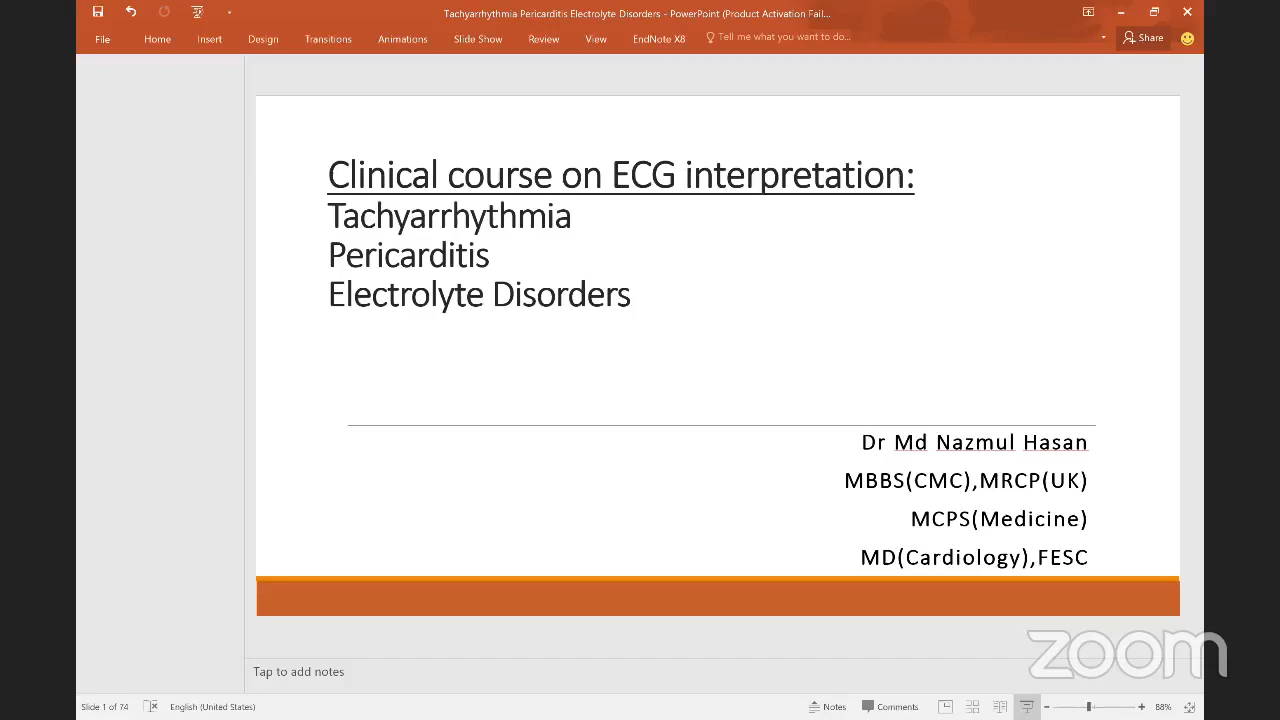 Tachyarrhythmia Pericarditis Electrolyte Disorders - PowerPoint (Product Activation Fail...
File Home Insert Design Transitions Animations Slide Show Review View EndNote X8 Tell me what you want to do... Share
Clinical course on ECG interpretation:
Tachyarrhythmia
Pericarditis
Electrolyte Disorders
Dr Md Nazmul Hasan
MBBS(CMC),MRCP(UK)
MCPS(Medicine)
MD(Cardiology),FESC
zoom
Tap to add notes
Slide 1 of 74 English (United States) Notes Comments 88%